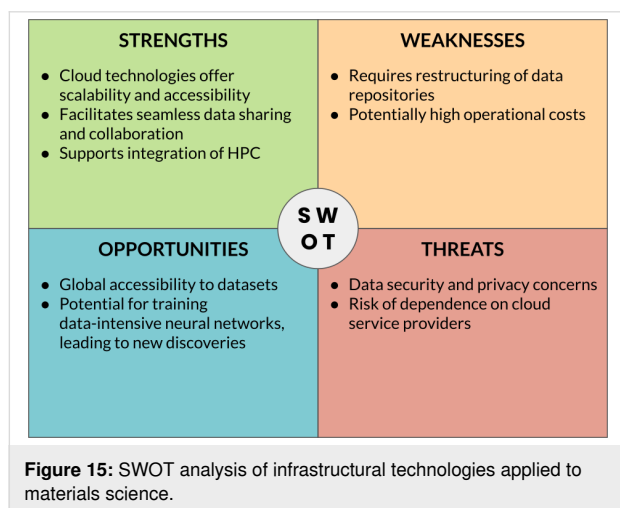 STRENGTHS
● Cloud technologies offer
scalability and accessibility
● Facilitates seamless data sharing
and collaboration
● Supports integration of HPC
WEAKNESSES
● Requires restructuring of data
repositories
● Potentially high operational costs
S W
O T
OPPORTUNITIES
● Global accessibility to datasets
● Potential for training
data-intensive neural networks,
leading to new discoveries
THREATS
● Data security and privacy concerns
● Risk of dependence on cloud
service providers
Figure 15: SWOT analysis of infrastructural technologies applied to
materials science.